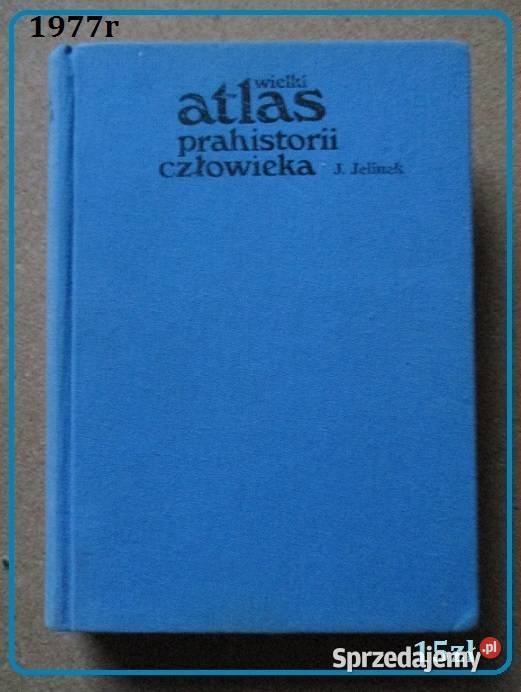 1977r
wielki
atlas
prahistorii
człowieka J. Jelinek
15zł
Sprzedajemy.pl